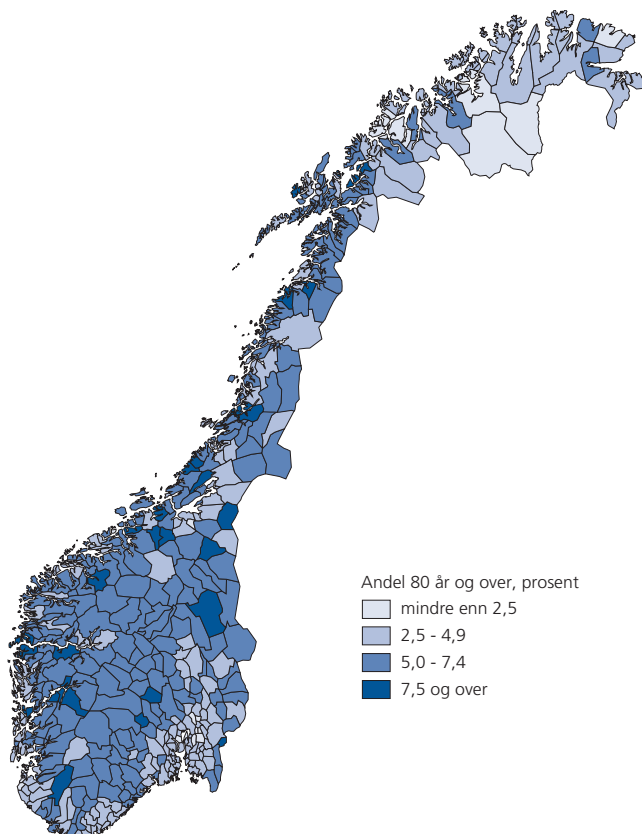 Andel 80 år og over, prosent
mindre enn 2,5
2,5 - 4,9
5,0 - 7,4
7,5 og over